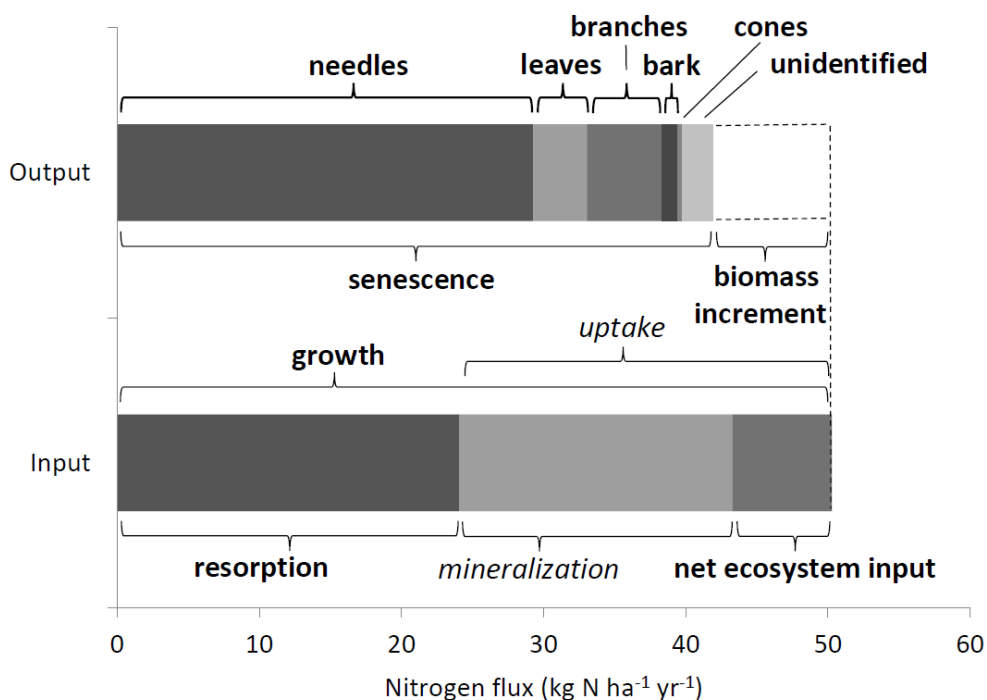 branches
cones
needles
leaves
bark
unidentified
Output
senescence
biomass
increment
uptake
growth
Input
resorption
mineralization
net ecosystem input
0 10 20 30 40 50 60
Nitrogen flux (kg N ha⁻¹ yr⁻¹)